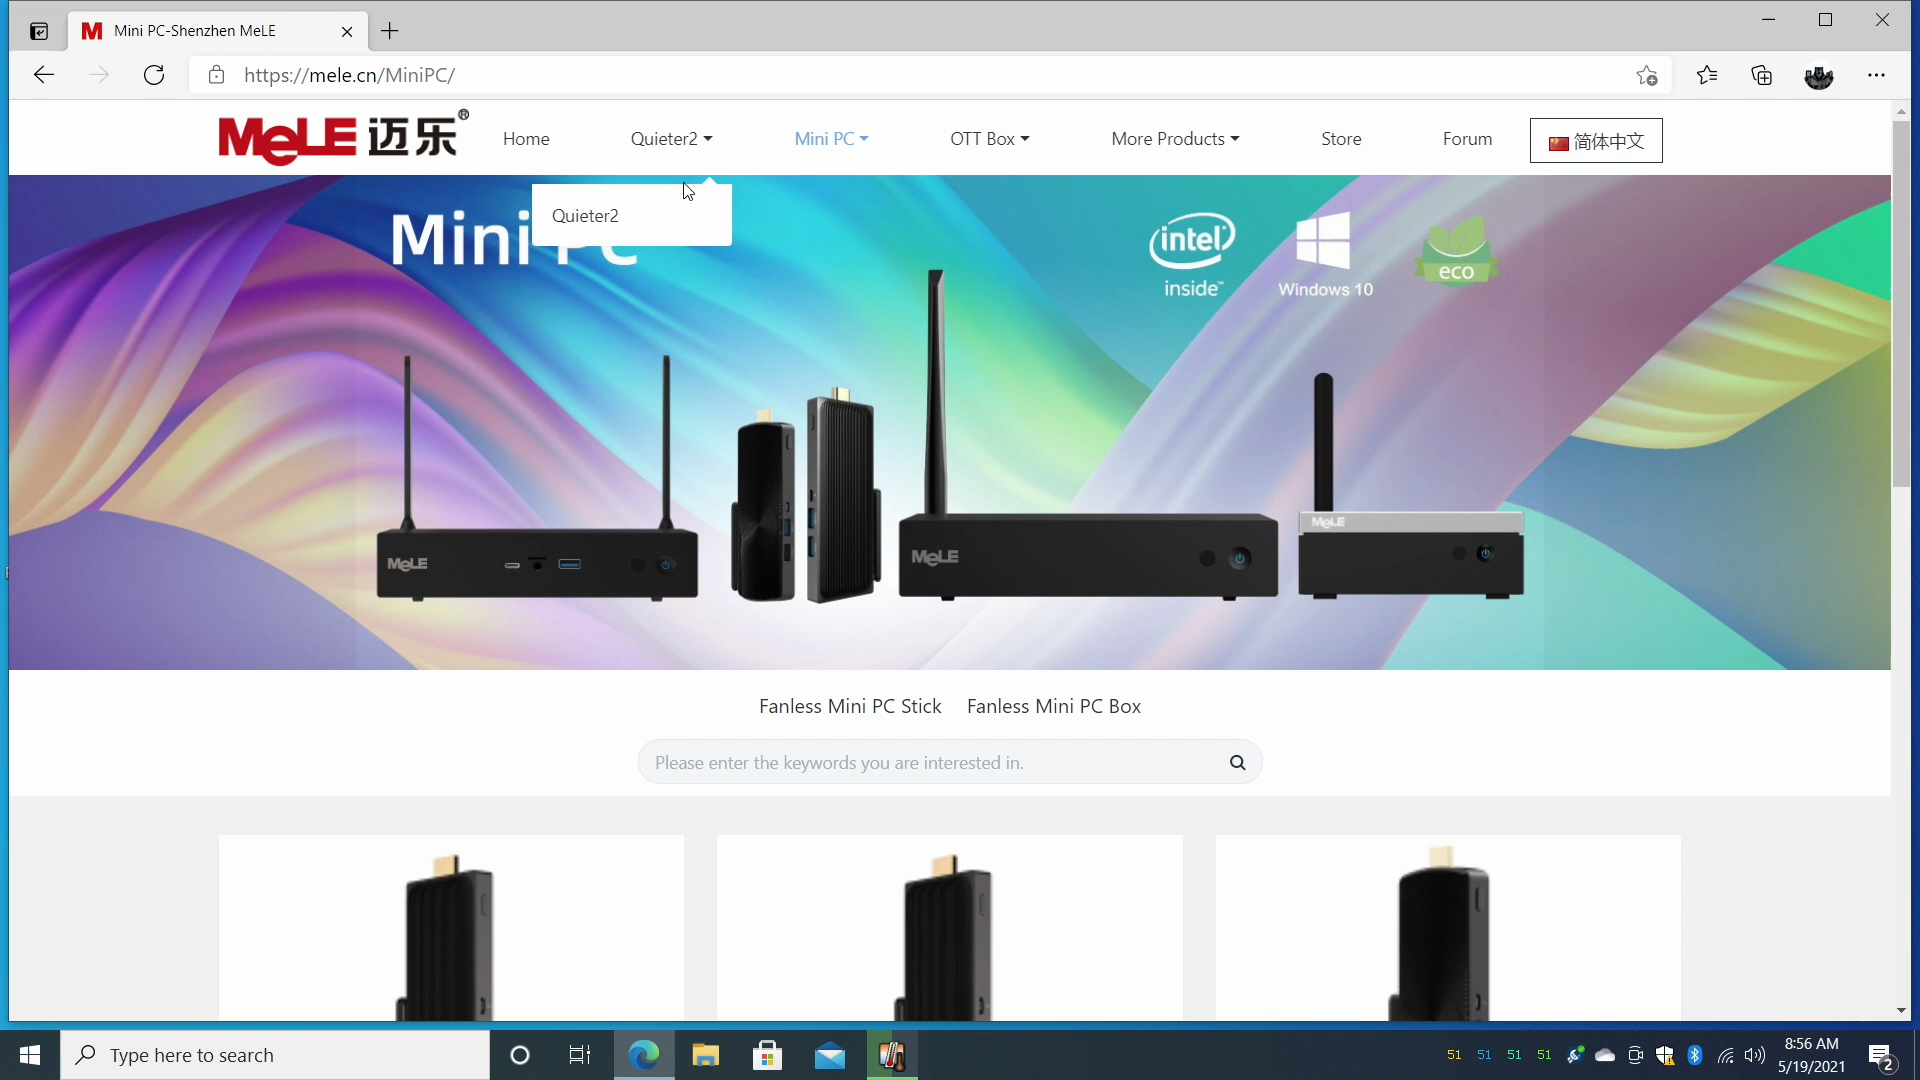 Mini PC-Shenzhen MeLE
https://mele.cn/MiniPC/
MeLE 迈乐®
Home
Quieter2
Mini PC
OTT Box
More Products
Store
Forum
简体中文
Quieter2
Mini PC
intel
inside™
Windows 10
eco
MeLE
MeLE
MeLE
Fanless Mini PC Stick
Fanless Mini PC Box
Please enter the keywords you are interested in.
Type here to search
51
51
51
51
8:56 AM
5/19/2021
2